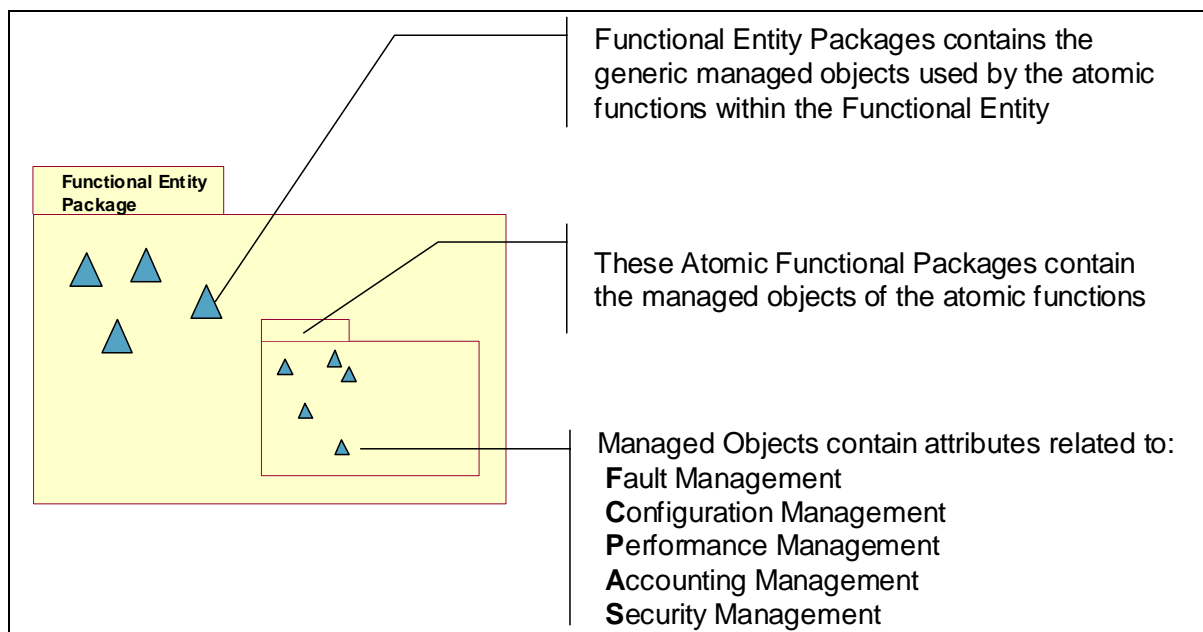 Functional Entity Packages contains the
generic managed objects used by the atomic
functions within the Functional Entity
Functional Entity
Package
These Atomic Functional Packages contain
the managed objects of the atomic functions
Managed Objects contain attributes related to:
Fault Management
Configuration Management
Performance Management
Accounting Management
Security Management